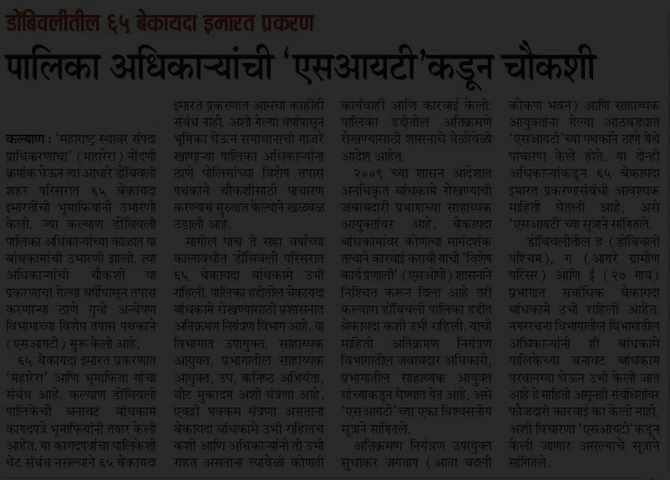 डोंबिवलीतील ६५ बेकायदा इमारत प्रकरण
पालिका अधिकाऱ्यांची ‘एसआयटी’कडून चौकशी
कल्याण : ‘महाराष्ट्र स्थावर संपदा
प्राधिकरणाचा’ (महारेरा) नोंदणी
क्रमांक घेऊन त्या आधारे डोंबिवली
शहर परिसरात ६५ बेकायदा
इमारतींची भूमाफियांनी उभारणी
केली. ज्या कल्याण डोंबिवली
पालिका अधिकाऱ्यांच्या काळात या
बांधकामांची उभारणी झाली, त्या
अधिकाऱ्यांची चौकशी या
प्रकरणाचा गेल्या वर्षीपासून तपास
करणाऱ्या ठाणे गुन्हे अन्वेषण
विभागाच्या विशेष तपास पथकाने
(एसआयटी) सुरू केली आहे.
६५ बेकायदा इमारत प्रकरणात
‘महारेरा’ आणि भूमाफिया यांचा
संबंध आहे. कल्याण डोंबिवली
पालिकेची बनावट बांधकाम
कागदपत्रे भूमाफियांनी तयार केली
आहेत. या कागदपत्रांचा पालिकेशी
थेट संबंध नसल्याने ६५ बेकायदा
इमारत प्रकरणात आमचा काहीही
संबंध नाही. अशी गेल्या वर्षापासून
भूमिका घेऊन समाधानाची गाजरे
खाणाऱ्या पालिका अधिकाऱ्यांना
ठाणे पोलिसांच्या विशेष तपास
पथकाने चौकशीसाठी पाचारण
करण्यास सुरुवात केल्याने खळबळ
उडाली आहे.
मागील पाच ते सहा वर्षाच्या
कालावधीत डोंबिवली परिसरात
६५ बेकायदा बांधकामे उभी
राहिली. पालिका हद्दीतील बेकायदा
बांधकामे रोखण्यासाठी प्रशासनात
अतिक्रमण नियंत्रण विभाग आहे. या
विभागात उपायुक्त, साहाय्यक
आयुक्त, प्रभागातील साहाय्यक
आयुक्त, उप, कनिष्ठ अभियंता,
बीट मुकादम अशी यंत्रणा आहे.
एवढी भक्कम यंत्रणा असताना
बेकायदा बांधकामे उभी राहिलच
कशी आणि अधिकाऱ्यांनी ती उभी
राहत असताना त्यावेळी कोणती
कार्यवाही आणि कारवाई केली.
पालिका हद्दीतील अतिक्रमणे
रोखण्यासाठी शासनाचे वेळोवेळी
आदेश आहेत.
२००९ च्या शासन आदेशात
अनधिकृत बांधकामे रोखण्याची
जबाबदारी प्रभागाच्या साहाय्यक
आयुक्तांवर आहे. बेकायदा
बांधकामांवर कोणत्या मार्गदर्शक
तत्वाने कारवाई करावी याची ‘विशेष
कार्य प्रणाली’ (एसओपी) शासनाने
निश्चित करून दिला आहे तरी
कल्याण डोंबिवली पालिका हद्दीत
बेकायदा कशी उभी राहिली. याची
माहिती अतिक्रमण नियंत्रण
विभागातील जबाबदार अधिकारी,
प्रभागातील साहाय्यक आयुक्त
यांच्याकडून घेण्यात येत आहे, असे
‘एसआयटी’च्या एका विश्वसनीय
सूत्राने सांगितले.
अतिक्रमण नियंत्रण उपायुक्त
सुधाकर जगताप (आता बदली
कोकण भवन) आणि साहाय्यक
आयुक्तांना गेल्या आठवड्यात
‘एसआयटी’च्या पथकाने ठाणे येथे
पाचारण केले होते. या दोन्ही
अधिकाऱ्यांकडून ६५ बेकायदा
इमारत प्रकरणासंबंधी आवश्यक
माहिती घेतली आहे. असे
‘एसआयटी’च्या सूत्राने सांगितले.
डोंबिवलीतील ह (डोंबिवली
पश्चिम), ग (आयरे ग्रामीण
परिसर) आणि ई (२७ गाव)
प्रभागात सर्वाधिक बेकायदा
बांधकामे उभी राहिली आहेत.
नगररचना विभागातील विभागातील
अधिकाऱ्यांनी ही बांधकामे
पालिकेच्या बनावट बांधकाम
परवानग्या घेऊन उभी केली जात
आहे हे माहिती असूनही संबंधितांवर
फौजदारी कारवाई का केली नाही,
अशी विचारणा ‘एसआयटी’कडून
केली जाणार असल्याचे सूत्राने
सांगितले.